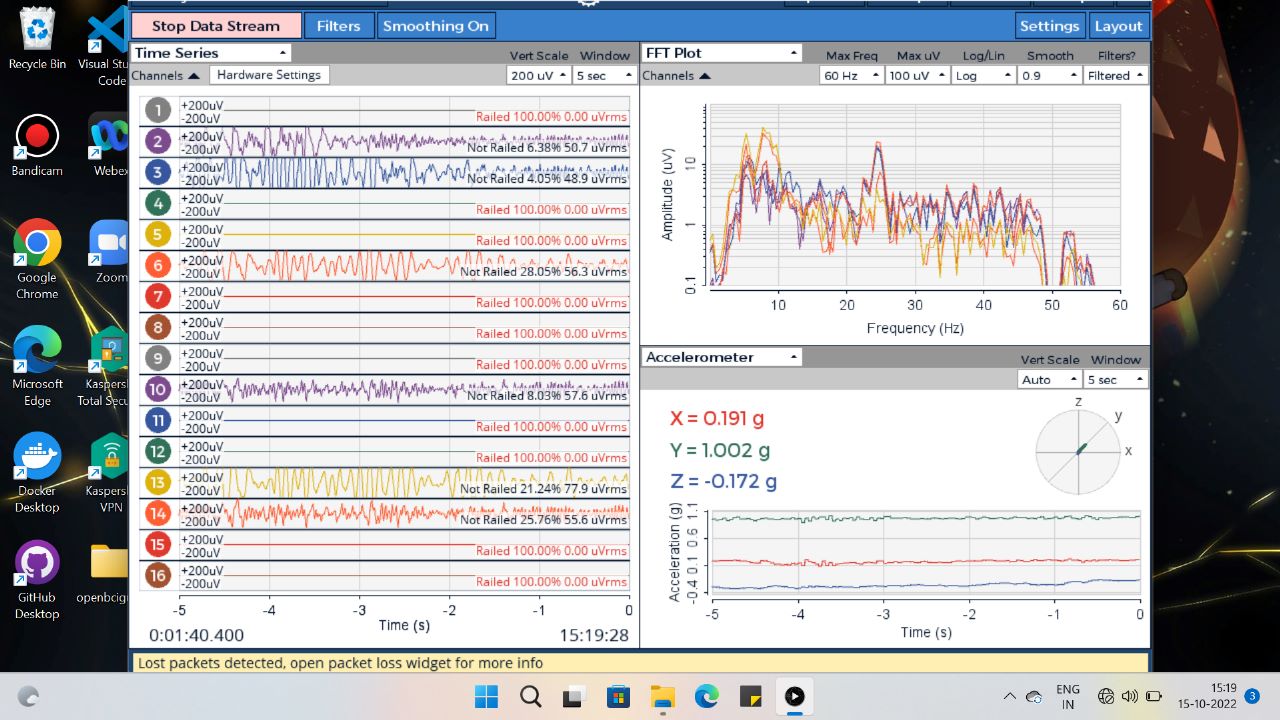 Recycle Bin
Visual Stu
Code
Bandicam
Webex
Google
Chrome
Zoom
Microsoft
Edge
Kaspers
Total Secu
Docker
Desktop
Kaspers
VPN
GitHub
Desktop
openbcigu
Stop Data Stream
Filters
Smoothing On
Settings
Layout
Time Series
Vert Scale
Window
Channels
Hardware Settings
200 uV
5 sec
1 +200uV -200uV Railed 100.00% 0.00 uVrms
2 +200uV -200uV Not Railed 6.38% 50.7 uVrms
3 +200uV -200uV Not Railed 4.05% 48.9 uVrms
4 +200uV -200uV Railed 100.00% 0.00 uVrms
5 +200uV -200uV Railed 100.00% 0.00 uVrms
6 +200uV -200uV Not Railed 28.05% 56.3 uVrms
7 +200uV -200uV Railed 100.00% 0.00 uVrms
8 +200uV -200uV Railed 100.00% 0.00 uVrms
9 +200uV -200uV Railed 100.00% 0.00 uVrms
10 +200uV -200uV Not Railed 8.03% 57.6 uVrms
11 +200uV -200uV Railed 100.00% 0.00 uVrms
12 +200uV -200uV Railed 100.00% 0.00 uVrms
13 +200uV -200uV Not Railed 21.24% 77.9 uVrms
14 +200uV -200uV Not Railed 25.76% 55.6 uVrms
15 +200uV -200uV Railed 100.00% 0.00 uVrms
16 +200uV -200uV Railed 100.00% 0.00 uVrms
-5 -4 -3 -2 -1 0
Time (s)
0:01:40.400
15:19:28
FFT Plot
Max Freq Max uV Log/Lin Smooth Filters?
Channels
60 Hz 100 uV Log 0.9 Filtered
Amplitude (uV)
10
1
0.1
10 20 30 40 50 60
Frequency (Hz)
Accelerometer
Vert Scale Window
Auto 5 sec
X = 0.191 g
Y = 1.002 g
Z = -0.172 g
z
y
x
Acceleration (g)
1.1
0.6
0.1
-0.4
-5 -4 -3 -2 -1 0
Time (s)
Lost packets detected, open packet loss widget for more info
ENG
IN
15:19
15-10-2022
3